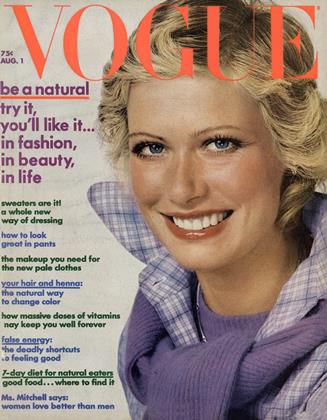 VOGUE
75¢
AUG. 1
be a natural
try it,
you'll like it...
in fashion,
in beauty,
in life
sweaters are it!
a whole new
way of dressing
how to look
great in pants
the makeup you need for
the new pale clothes
your hair and henna:
the natural way
to change color
how massive doses of vitamins
may keep you well forever
false energy:
the deadly shortcuts
to feeling good
7-day diet for natural eaters
good food...where to find it
Ms. Mitchell says:
women love better than men